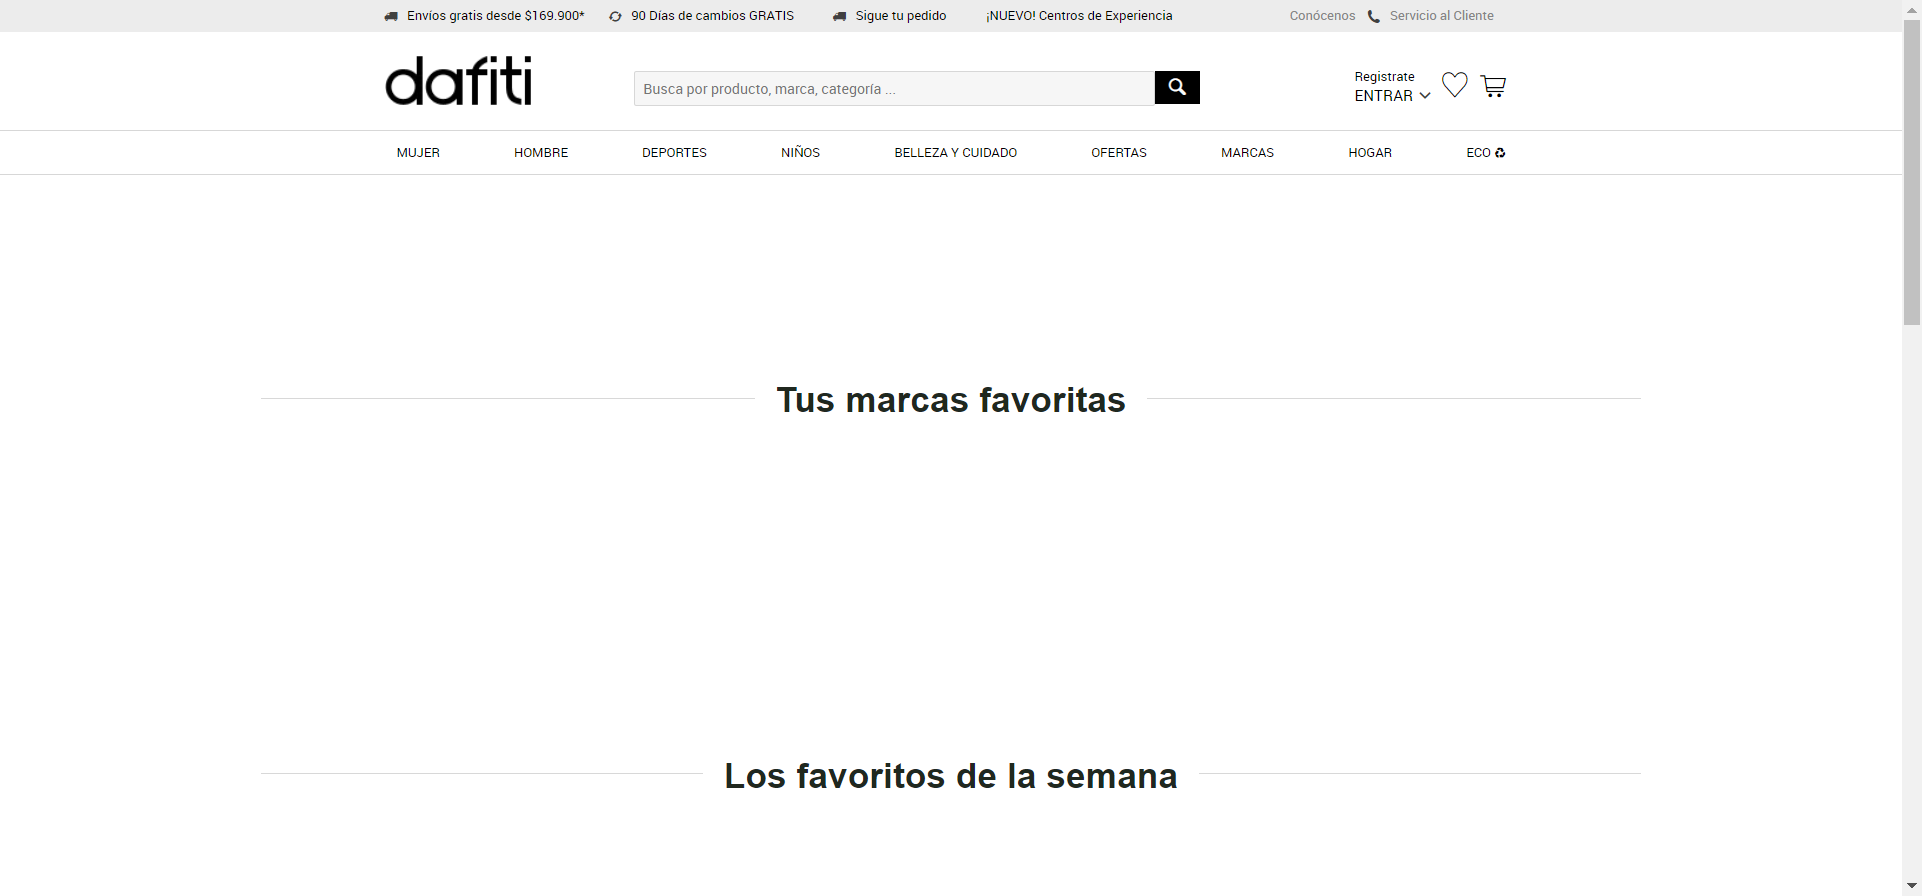 Envíos gratis desde $169.900* 90 Días de cambios GRATIS Sigue tu pedido ¡NUEVO! Centros de Experiencia Conócenos Servicio al Cliente
dafiti
Busca por producto, marca, categoría ...
Registrate
ENTRAR
MUJER HOMBRE DEPORTES NIÑOS BELLEZA Y CUIDADO OFERTAS MARCAS HOGAR ECO ♻
Tus marcas favoritas
Los favoritos de la semana